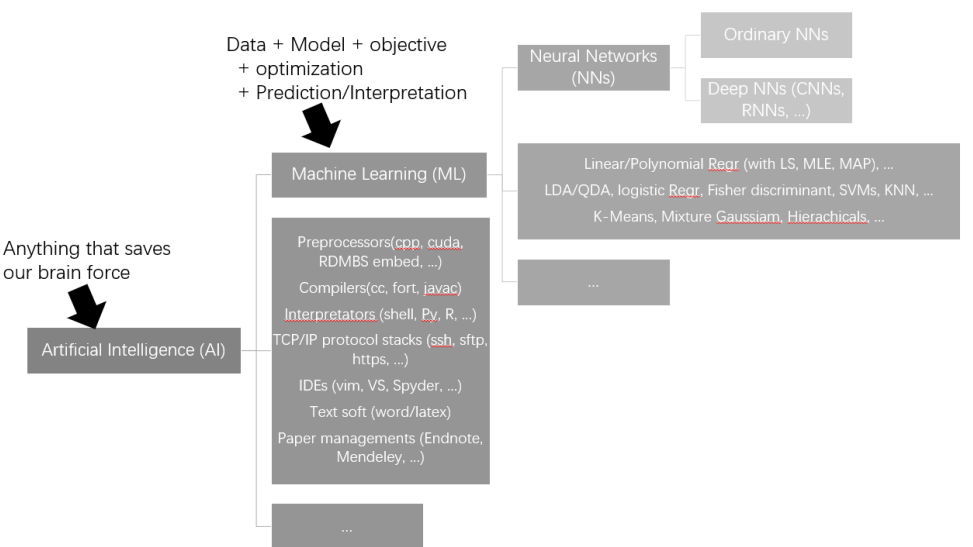 Data + Model + objective
+ optimization
+ Prediction/Interpretation
Anything that saves
our brain force
Artificial Intelligence (AI)
Machine Learning (ML)
Preprocessors(cpp, cuda,
RDMBS embed, ...)
Compilers(cc, fort, javac)
Interpretators (shell, Py, R, ...)
TCP/IP protocol stacks (ssh, sftp,
https, ...)
IDEs (vim, VS, Spyder, ...)
Text soft (word/latex)
Paper managements (Endnote,
Mendeley, ...)
...
Neural Networks
(NNs)
Ordinary NNs
Deep NNs (CNNs,
RNNs, ...)
Linear/Polynomial Regr (with LS, MLE, MAP), ...
LDA/QDA, logistic Regr, Fisher discriminant, SVMs, KNN, ...
K-Means, Mixture Gaussiam, Hierachicals, ...
...